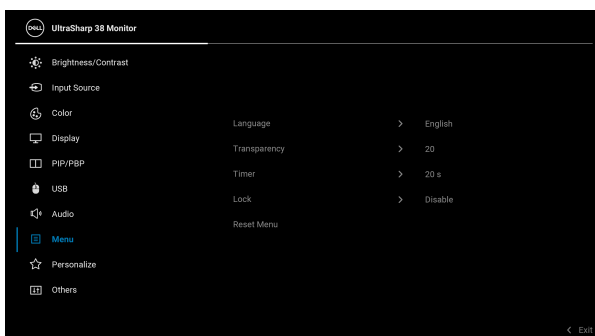 DELL UltraSharp 38 Monitor
Brightness/Contrast
Input Source
Color
Language English
Display
Transparency 20
PIP/PBP
Timer 20 s
USB
Lock Disable
Audio
Reset Menu
Menu
Personalize
Others
Exit